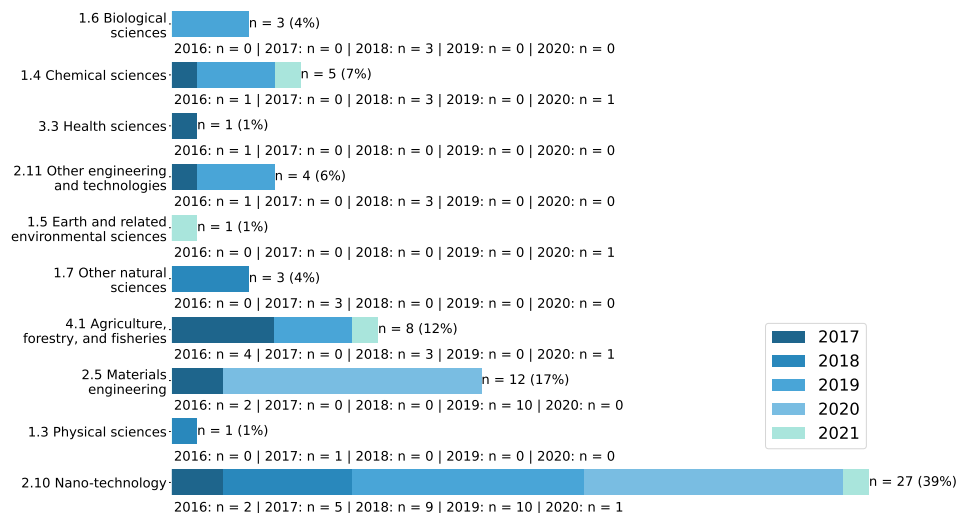 1.6 Biological
sciences
n = 3 (4%)
2016: n = 0 | 2017: n = 0 | 2018: n = 3 | 2019: n = 0 | 2020: n = 0
1.4 Chemical sciences
n = 5 (7%)
2016: n = 1 | 2017: n = 0 | 2018: n = 3 | 2019: n = 0 | 2020: n = 1
3.3 Health sciences
n = 1 (1%)
2016: n = 1 | 2017: n = 0 | 2018: n = 0 | 2019: n = 0 | 2020: n = 0
2.11 Other engineering
and technologies
n = 4 (6%)
2016: n = 1 | 2017: n = 0 | 2018: n = 3 | 2019: n = 0 | 2020: n = 0
1.5 Earth and related
environmental sciences
n = 1 (1%)
2016: n = 0 | 2017: n = 0 | 2018: n = 0 | 2019: n = 0 | 2020: n = 1
1.7 Other natural
sciences
n = 3 (4%)
2016: n = 0 | 2017: n = 3 | 2018: n = 0 | 2019: n = 0 | 2020: n = 0
4.1 Agriculture,
forestry, and fisheries
n = 8 (12%)
2016: n = 4 | 2017: n = 0 | 2018: n = 3 | 2019: n = 0 | 2020: n = 1
2.5 Materials
engineering
n = 12 (17%)
2016: n = 2 | 2017: n = 0 | 2018: n = 0 | 2019: n = 10 | 2020: n = 0
1.3 Physical sciences
n = 1 (1%)
2016: n = 0 | 2017: n = 1 | 2018: n = 0 | 2019: n = 0 | 2020: n = 0
2.10 Nano-technology
n = 27 (39%)
2016: n = 2 | 2017: n = 5 | 2018: n = 9 | 2019: n = 10 | 2020: n = 1
2017
2018
2019
2020
2021